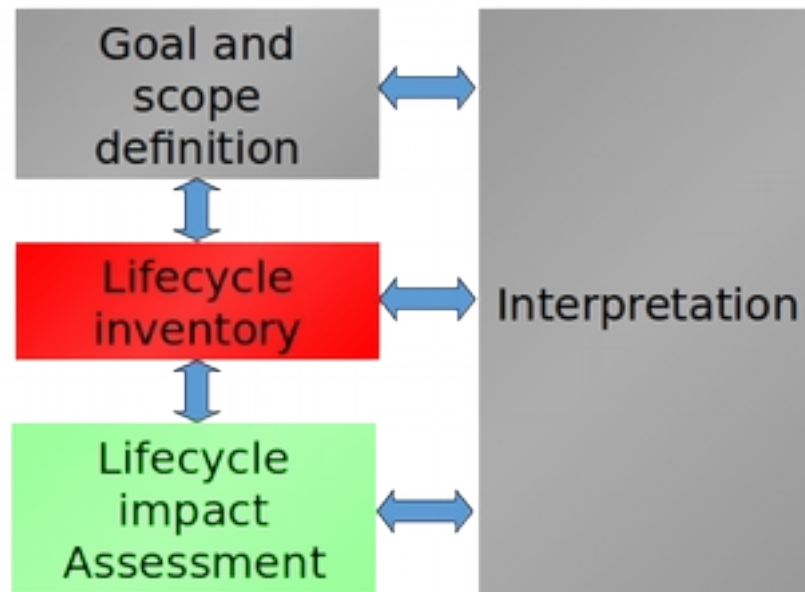 Goal and
scope
definition
Lifecycle
inventory
Lifecycle
impact
Assessment
Interpretation